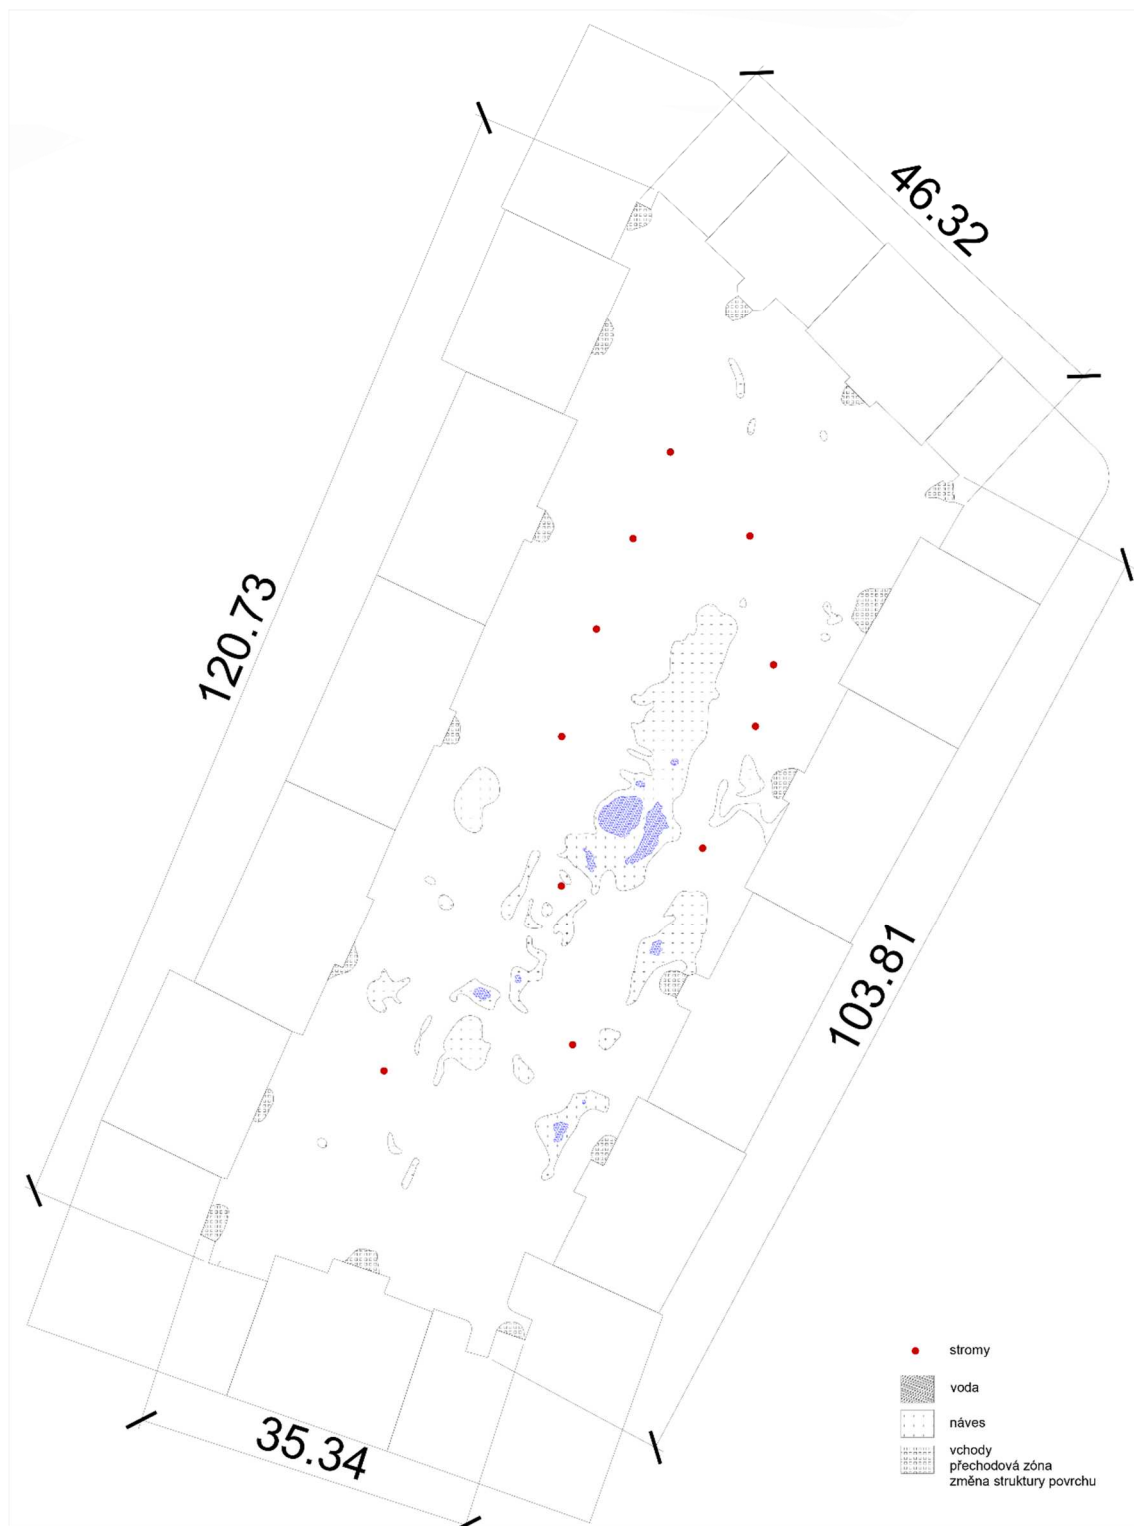 46.32
120.73
103.81
35.34
stromy
voda
náves
vchody
přechodová zóna
změna struktury povrchu